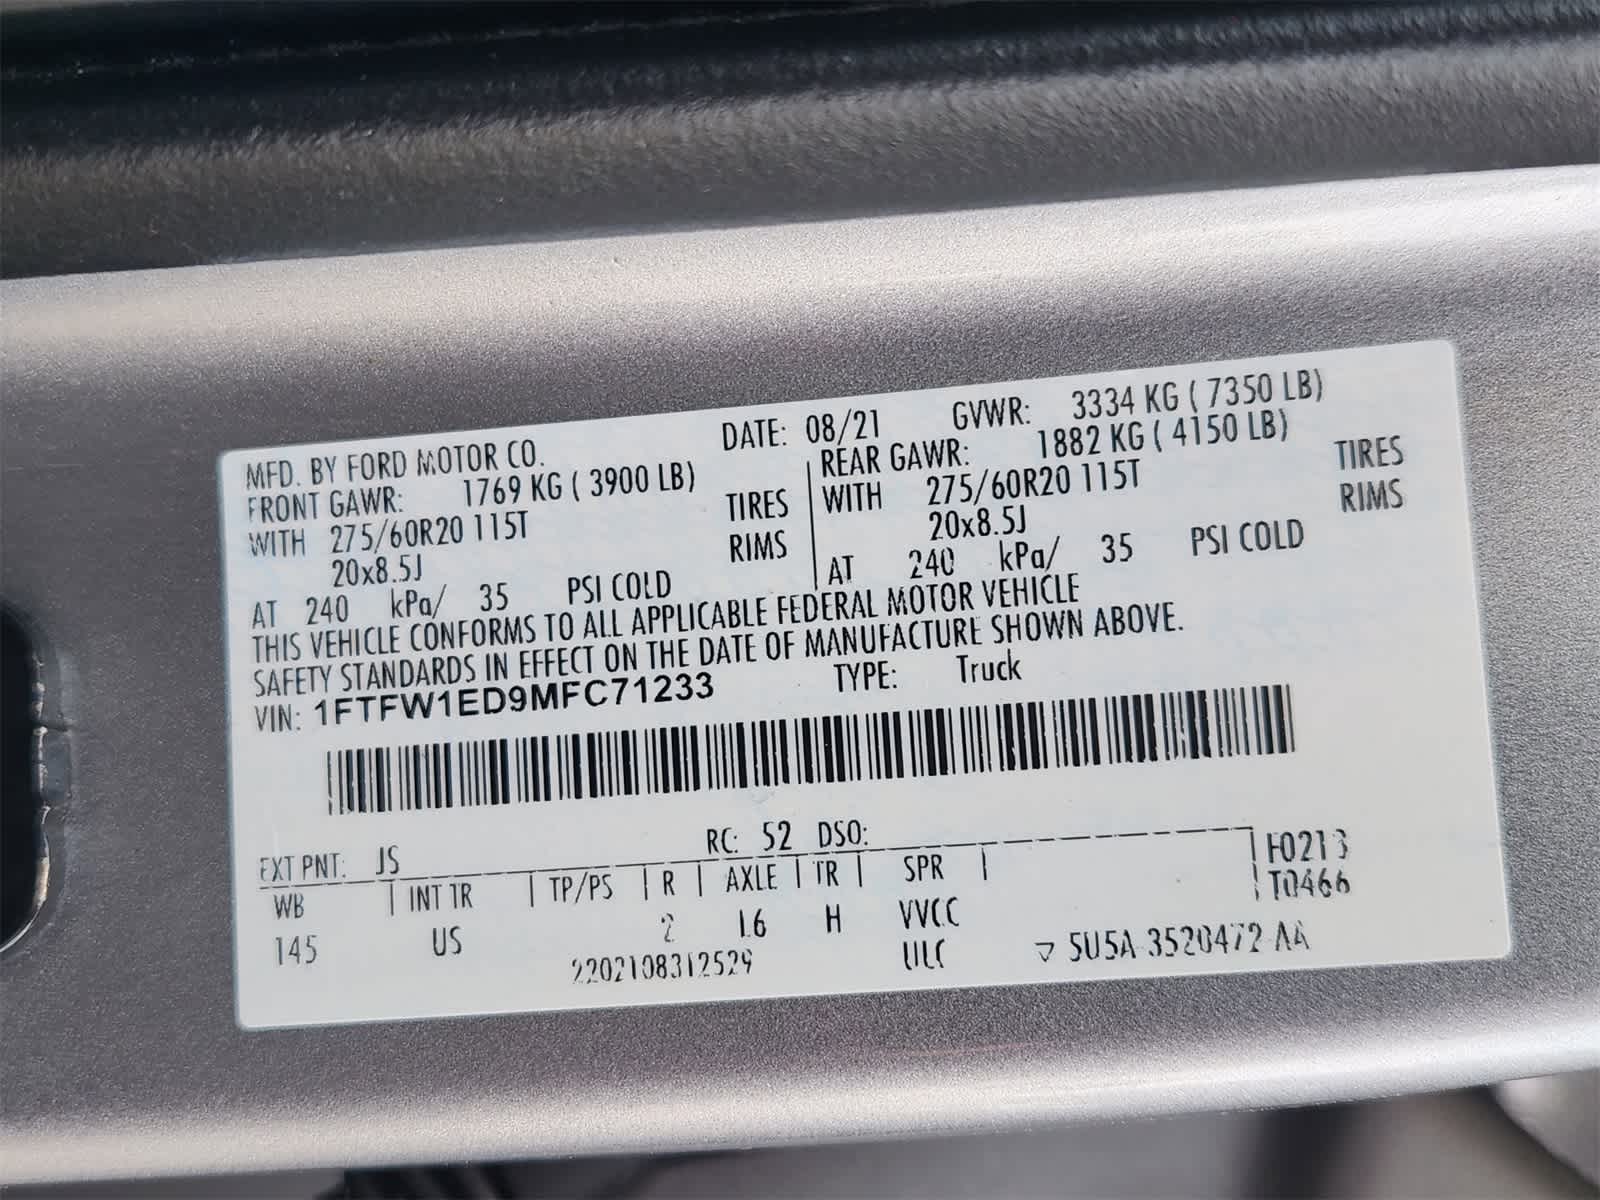 MFD. BY FORD MOTOR CO. DATE: 08/21 GVWR: 3334 KG ( 7350 LB)
FRONT GAWR: 1769 KG ( 3900 LB) REAR GAWR: 1882 KG ( 4150 LB)
WITH 275/60R20 115T TIRES WITH 275/60R20 115T TIRES
20x8.5J RIMS 20x8.5J RIMS
AT 240 kPa/ 35 PSI COLD AT 240 kPa/ 35 PSI COLD
THIS VEHICLE CONFORMS TO ALL APPLICABLE FEDERAL MOTOR VEHICLE
SAFETY STANDARDS IN EFFECT ON THE DATE OF MANUFACTURE SHOWN ABOVE.
VIN: 1FTFW1ED9MFC71233 TYPE: Truck
EXT PNT: JS RC: 52 DSO: F0213
WB INT TR TP/PS R AXLE TR SPR T0466
145 US 2 L6 H VVCC
2202108312529 ULC 5U5A-3520472-AA